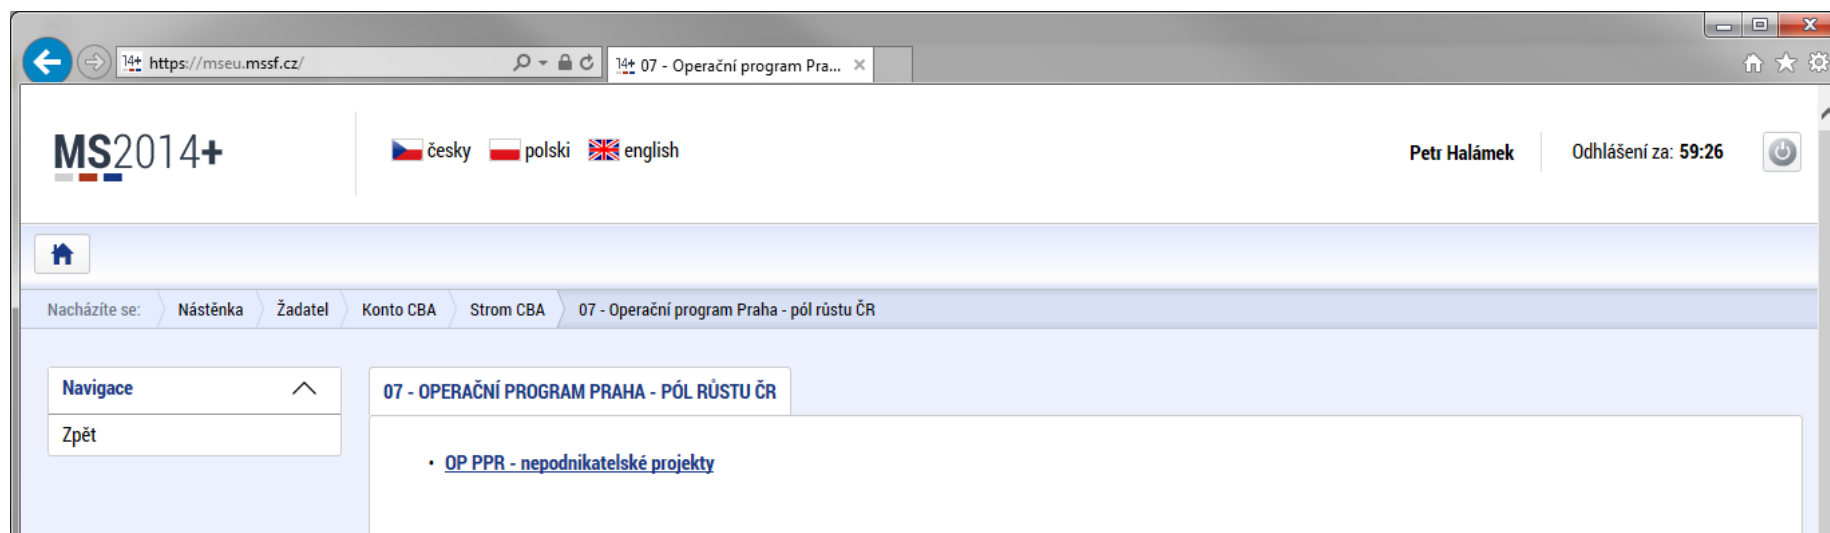 14+ https://mseu.mssf.cz/
14+ 07 - Operační program Pra...
MS2014+
česky polski english
Petr Halámek
Odhlášení za: 59:26
Nacházíte se: Nástěnka Žadatel Konto CBA Strom CBA 07 - Operační program Praha - pól růstu ČR
Navigace
Zpět
07 - OPERAČNÍ PROGRAM PRAHA - PÓL RŮSTU ČR
• OP PPR - nepodnikatelské projekty